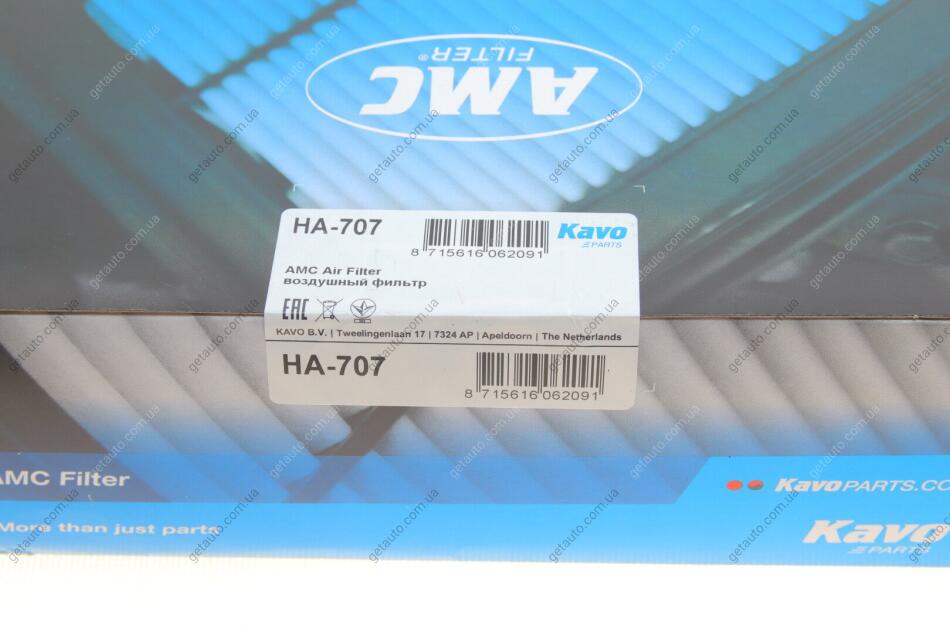 AMC
FILTER®
HA-707
Kavo
PARTS
8 715616 062091
AMC Air Filter
воздушный фильтр
EAC
KAVO B.V. | Tweelingenlaan 17 | 7324 AP | Apeldoorn | The Netherlands
HA-707
8 715616 062091
AMC Filter
KavoPARTS.CO
More than just parts
Kavo
PARTS
getauto.com.ua